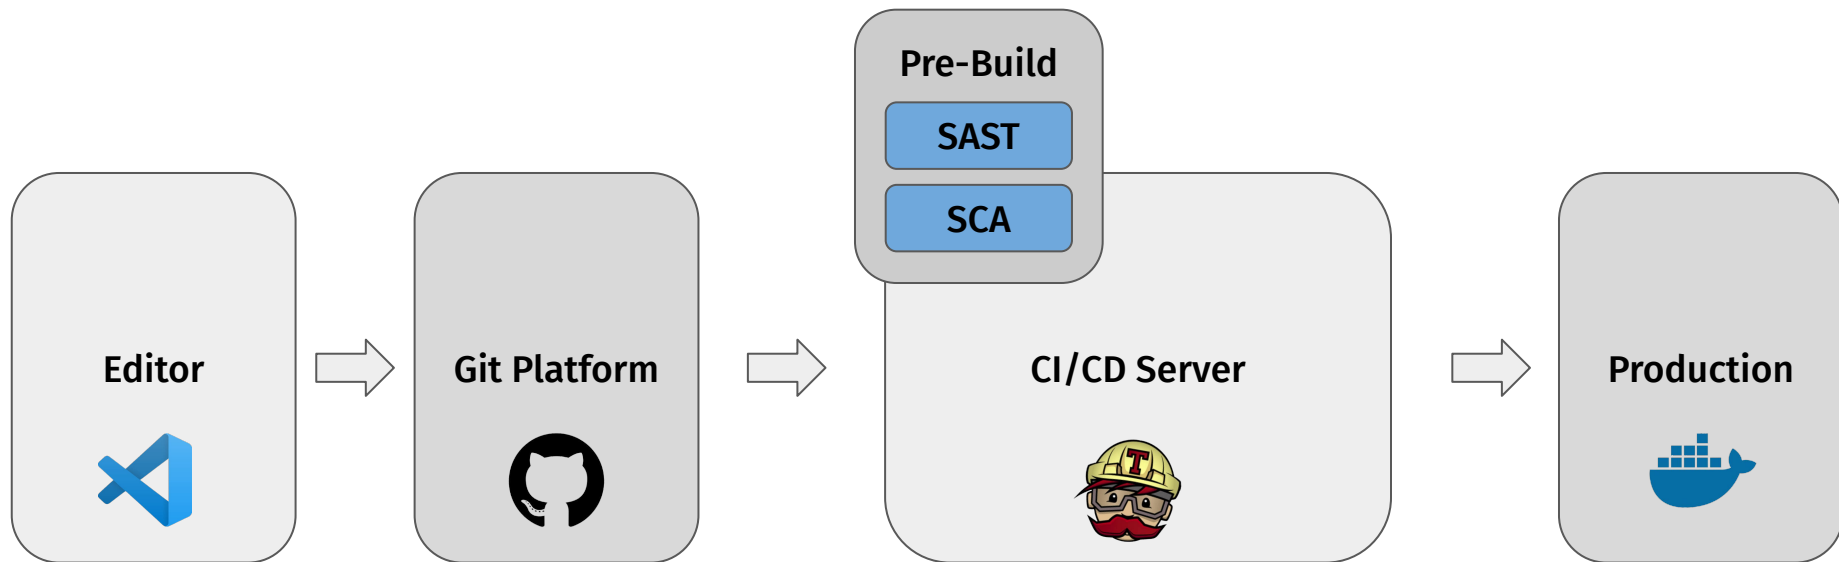 Pre-Build
SAST
SCA
Editor
Git Platform
CI/CD Server
Production
T